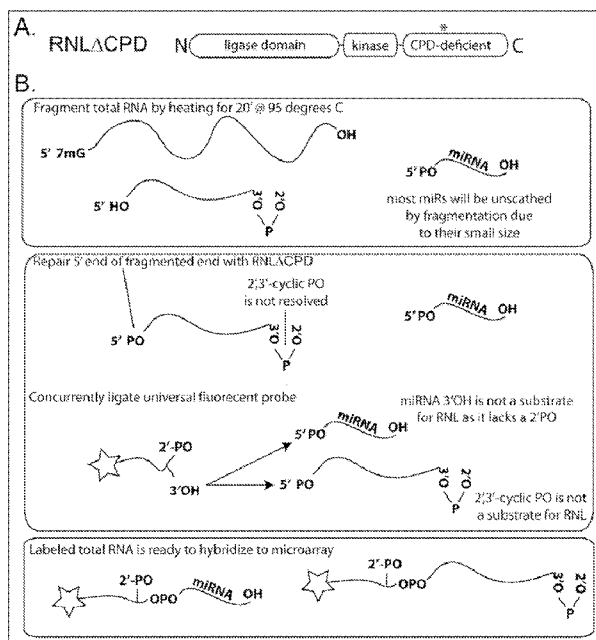 A.
RNLΔCPD
N
ligase domain
kinase
*
CPD-deficient
C
B.
Fragment total RNA by heating for 20' @ 95 degrees C
5' 7mG
OH
5' HO
3'O
2'O
P
5' PO
miRNA
OH
most miRs will be unscathed
by fragmentation due
to their small size
Repair 5' end of fragmented end with RNLΔCPD
2',3'-cyclic PO
is not resolved
5' PO
3'O
2'O
P
5' PO
miRNA
OH
Concurrently ligate universal fluorecent probe
miRNA 3'OH is not a substrate
for RNL as it lacks a 2'PO
2'-PO
3'OH
5' PO
miRNA
OH
5' PO
3'O
2'O
P
2',3'-cyclic PO is not
a substrate for RNL
Labeled total RNA is ready to hybridize to microarray
2'-PO
OPO
miRNA
OH
2'-PO
OPO
3'O
2'O
P